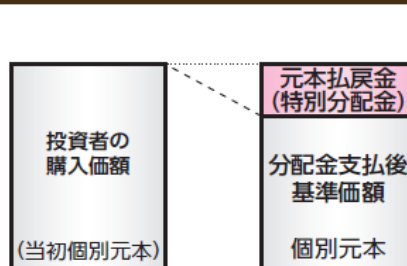 投資者の
購入価額
(当初個別元本)
元本払戻金
(特別分配金)
分配金支払後
基準価額
個別元本